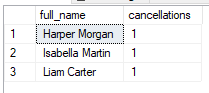 full_name cancellations
1 Harper Morgan 1
2 Isabella Martin 1
3 Liam Carter 1